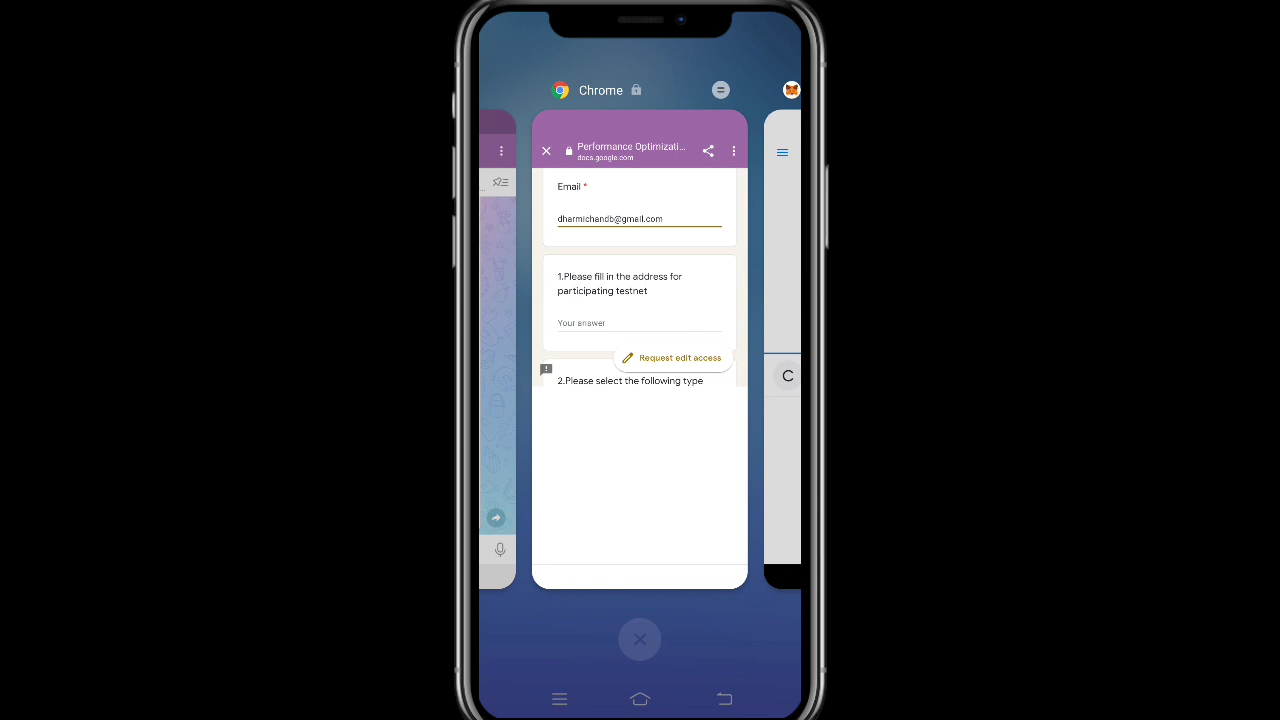 Chrome
Performance Optimizati...
docs.google.com
Email *
dharmichandb@gmail.com
1.Please fill in the address for
participating testnet
Your answer
Request edit access
2.Please select the following type
C